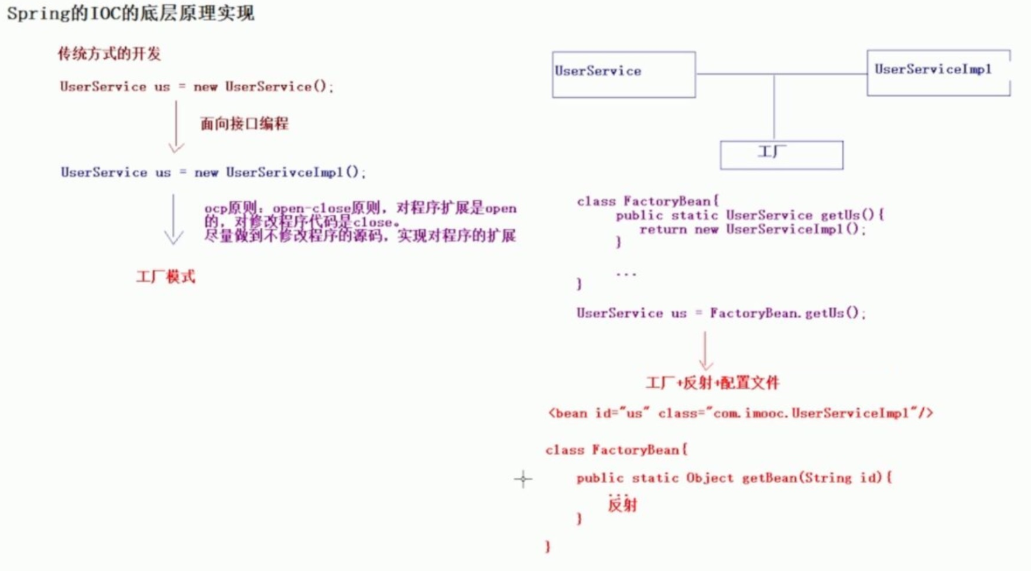 Spring的IOC的底层原理实现
传统方式的开发
UserService us = new UserService();
面向接口编程
UserService us = new UserSerivceImpl();
ocp原则：open-close原则，对程序扩展是open
的，对修改程序代码是close。
尽量做到不修改程序的源码，实现对程序的扩展
工厂模式
UserService
UserServiceImpl
工厂
class FactoryBean{
public static UserService getUs(){
return new UserServiceImpl();
}
...
}
UserService us = FactoryBean.getUs();
工厂+反射+配置文件
<bean id="us" class="com.imooc.UserServiceImpl"/>
class FactoryBean{
public static Object getBean(String id){
...
反射
}
}